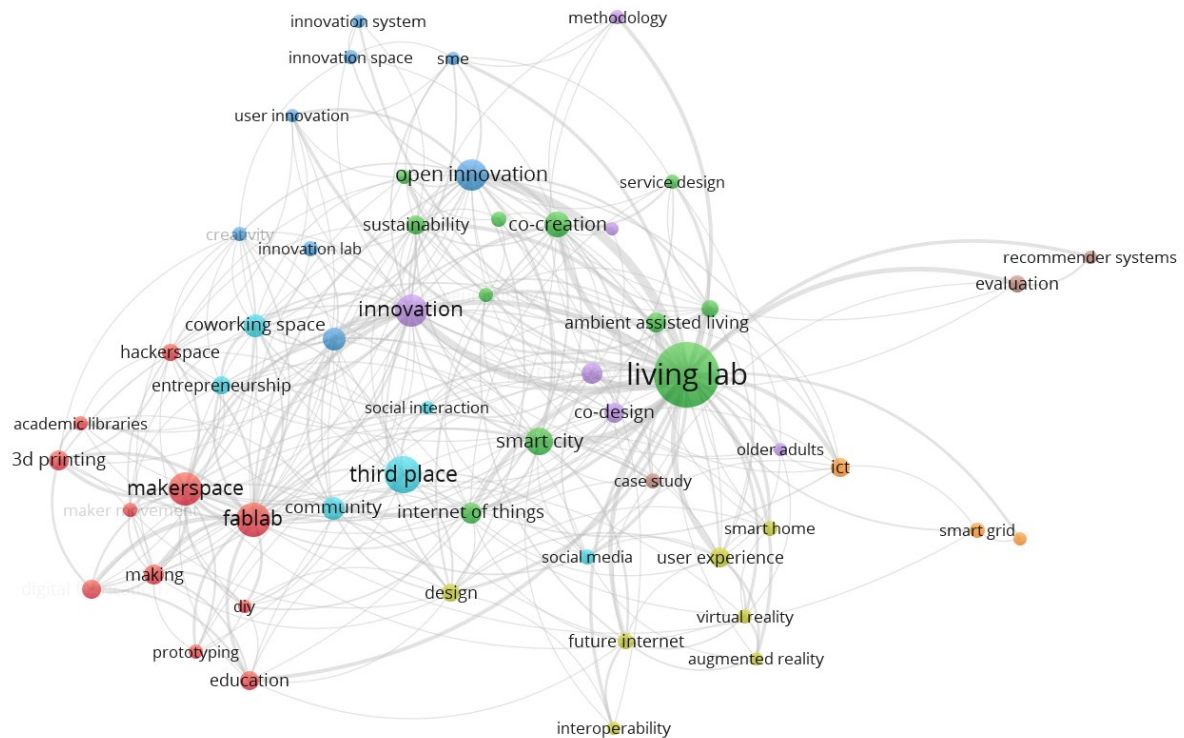 innovation system
methodology
innovation space
sme
user innovation
open innovation
service design
sustainability
co-creation
creativity
innovation lab
recommender systems
evaluation
innovation
coworking space
ambient assisted living
hackerspace
living lab
entrepreneurship
social interaction
co-design
academic libraries
smart city
older adults
3d printing
ict
third place
case study
makerspace
maker movement
community
internet of things
fablab
smart home
smart grid
social media
user experience
making
digital
design
diy
virtual reality
future internet
prototyping
augmented reality
education
interoperability